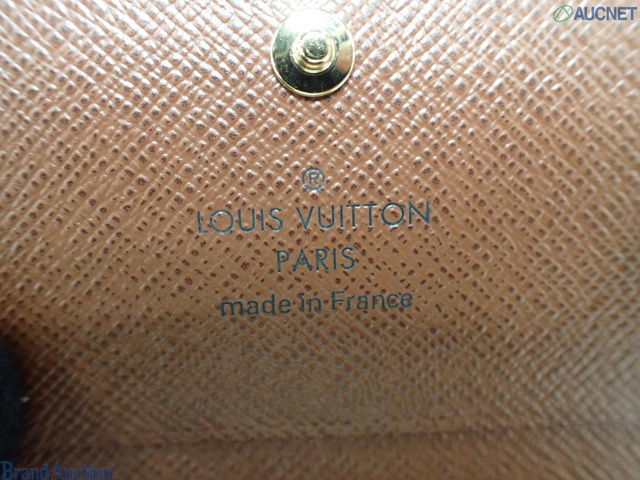 AUCNET
®
LOUIS VUITTON
PARIS
made in France
Brand Auction